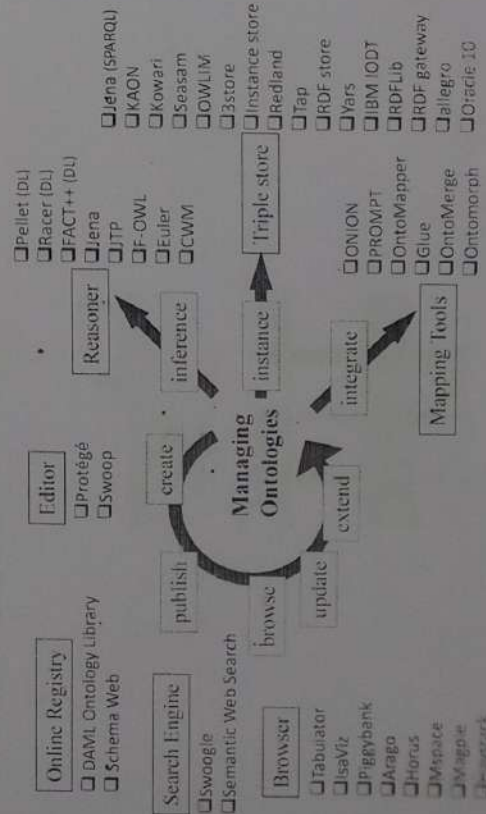 Online Registry
❑ DAML Ontology Library
❑ Schema Web
Search Engine
❑Swoogle
❑Semantic Web Search
Browser
❑Tabulator
❑IsaViz
❑Piggybank
❑Arago
❑Horus
❑Mspace
❑Magpie
Editor
❑Protégé
❑Swoop
create
publish
browse
update
extend
Managing
Ontologies
inference
instance
integrate
Reasoner
❑Pellet (DL)
❑Racer (DL)
❑FACT++ (DL)
❑Jena
❑JTP
❑F-OWL
❑Euler
❑CWM
Triple store
❑Jena (SPARQL)
❑KAON
❑Kowari
❑Seasam
❑OWLIM
❑3store
❑Instance store
❑Redland
❑Tap
❑RDF store
❑Yars
❑IBM IODT
❑RDFLib
❑RDF gateway
❑allegro
❑Oracle 10
Mapping Tools
❑ONION
❑PROMPT
❑OntoMapper
❑Glue
❑OntoMerge
❑Ontomorph